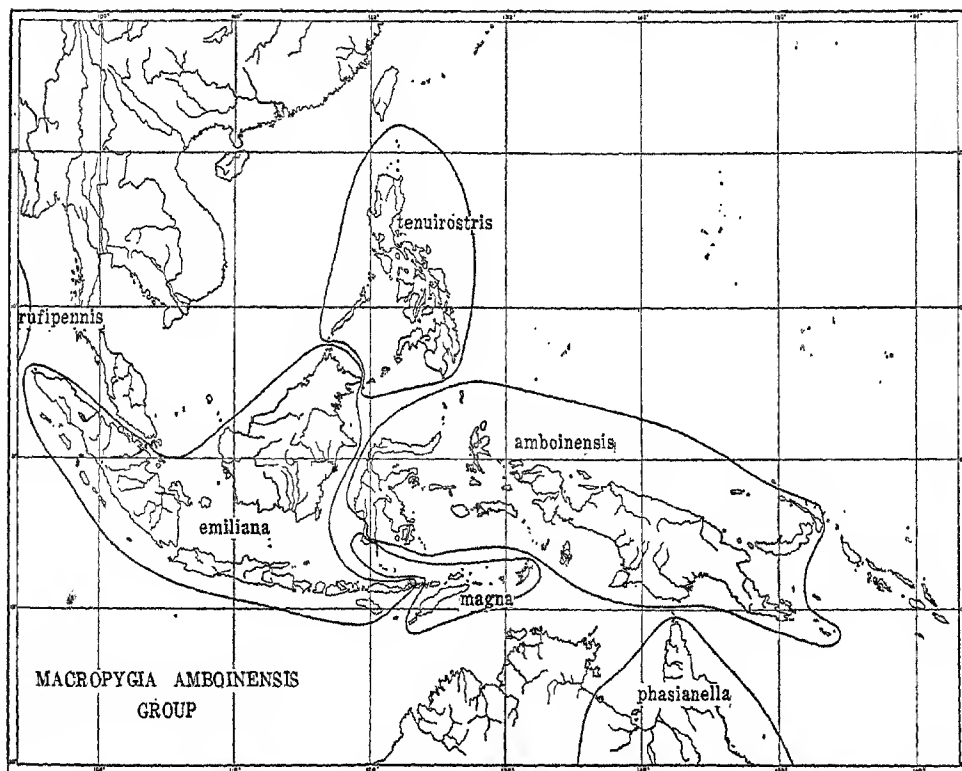 tenuirostris
rufipennis
amboinensis
emiliana
magna
phasianella
MACROPYGIA AMBOINENSIS
GROUP